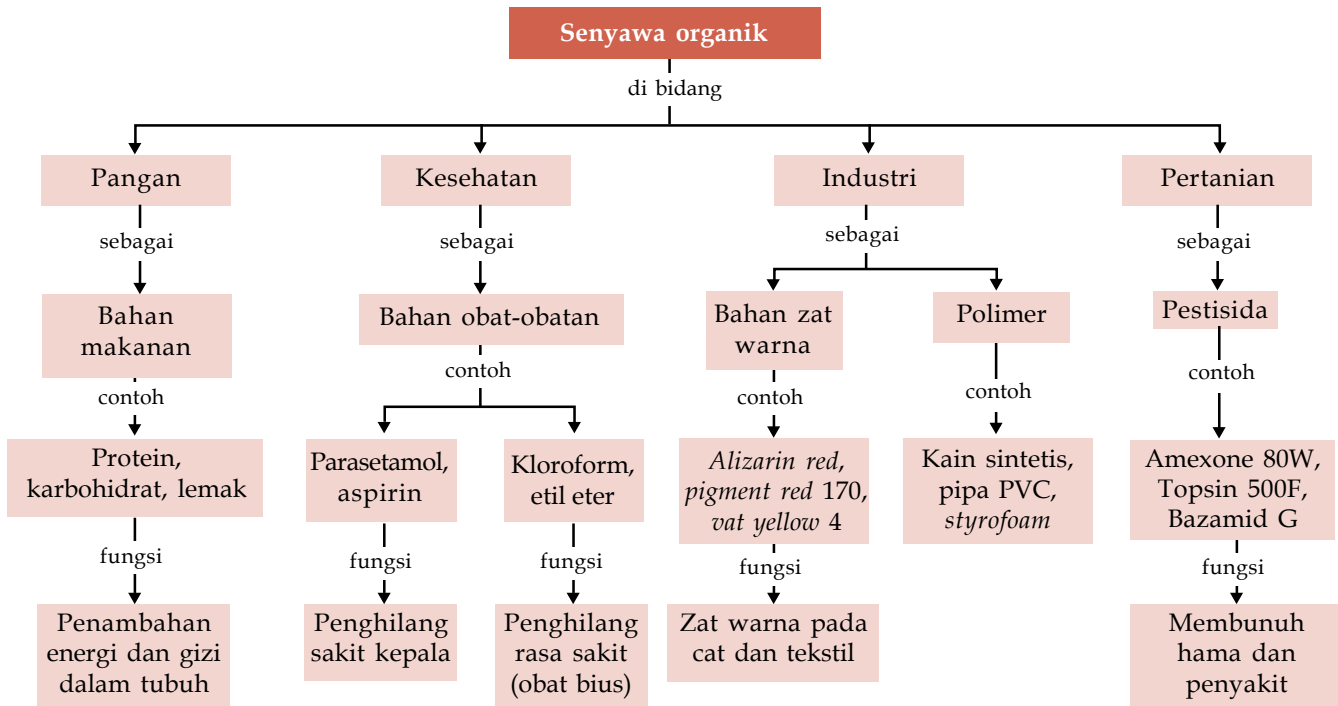 Senyawa organik
di bidang
Pangan
Kesehatan
Industri
Pertanian
sebagai
sebagai
sebagai
sebagai
Bahan
makanan
Bahan obat-obatan
Bahan zat
warna
Polimer
Pestisida
contoh
contoh
contoh
contoh
contoh
Protein,
karbohidrat, lemak
Parasetamol,
aspirin
Kloroform,
etil eter
Alizarin red,
pigment red 170,
vat yellow 4
Kain sintetis,
pipa PVC,
styrofoam
Amexone 80W,
Topsin 500F,
Bazamid G
fungsi
fungsi
fungsi
fungsi
fungsi
Penambahan
energi dan gizi
dalam tubuh
Penghilang
sakit kepala
Penghilang
rasa sakit
(obat bius)
Zat warna pada
cat dan tekstil
Membunuh
hama dan
penyakit